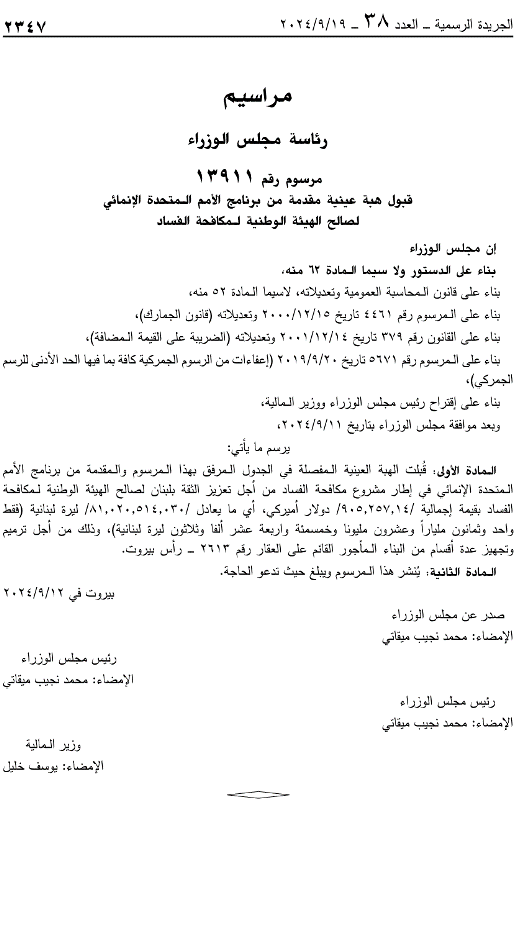 الجريدة الرسمية ــ العدد ٣٨ ــ ٢٠٢٤/٩/١٩
٢٣٤٧
مراسيم
رئاسة مجلس الوزراء
مرسوم رقم ١٣٩١١
قبول هبة عينية مقدمة من برنامج الأمم المتحدة الإنمائي
لصالح الهيئة الوطنية لمكافحة الفساد
إن مجلس الوزراء
بناء على الدستور ولا سيما المادة ٦٢ منه،
بناء على قانون المحاسبة العمومية وتعديلاته، لاسيما المادة ٥٢ منه،
بناء على المرسوم رقم ٤٤٦١ تاريخ ٢٠٠٠/١٢/١٥ وتعديلاته (قانون الجمارك)،
بناء على القانون رقم ٣٧٩ تاريخ ٢٠٠١/١٢/١٤ وتعديلاته (الضريبة على القيمة المضافة)،
بناء على المرسوم رقم ٥٦٧١ تاريخ ٢٠١٩/٩/٢٠ (إعفاءات من الرسوم الجمركية كافة بما فيها الحد الأدنى للرسم
الجمركي)،
بناء على إقتراح رئيس مجلس الوزراء ووزير المالية،
وبعد موافقة مجلس الوزراء بتاريخ ٢٠٢٤/٩/١١،
يرسم ما يأتي:
المادة الأولى: قُبلت الهبة العينية المفصلة في الجدول المرفق بهذا المرسوم والمقدمة من برنامج الأمم
المتحدة الإنمائي في إطار مشروع مكافحة الفساد من أجل تعزيز الثقة بلبنان لصالح الهيئة الوطنية لمكافحة
الفساد بقيمة إجمالية /٩٠٥,٢٥٧,١٤/ دولار أميركي، أي ما يعادل /٨١,٠٢٠,٥١٤,٠٣٠/ ليرة لبنانية (فقط
واحد وثمانون ملياراً وعشرون مليونا وخمسمئة واربعة عشر ألفا وثلاثون ليرة لبنانية)، وذلك من أجل ترميم
وتجهيز عدة أقسام من البناء المأجور القائم على العقار رقم ٢٦١٣ ــ رأس بيروت.
المادة الثانية: يُنشر هذا المرسوم ويبلغ حيث تدعو الحاجة.
بيروت في ٢٠٢٤/٩/١٢
صدر عن مجلس الوزراء
الإمضاء: محمد نجيب ميقاتي
رئيس مجلس الوزراء
الإمضاء: محمد نجيب ميقاتي
رئيس مجلس الوزراء
الإمضاء: محمد نجيب ميقاتي
وزير المالية
الإمضاء: يوسف خليل